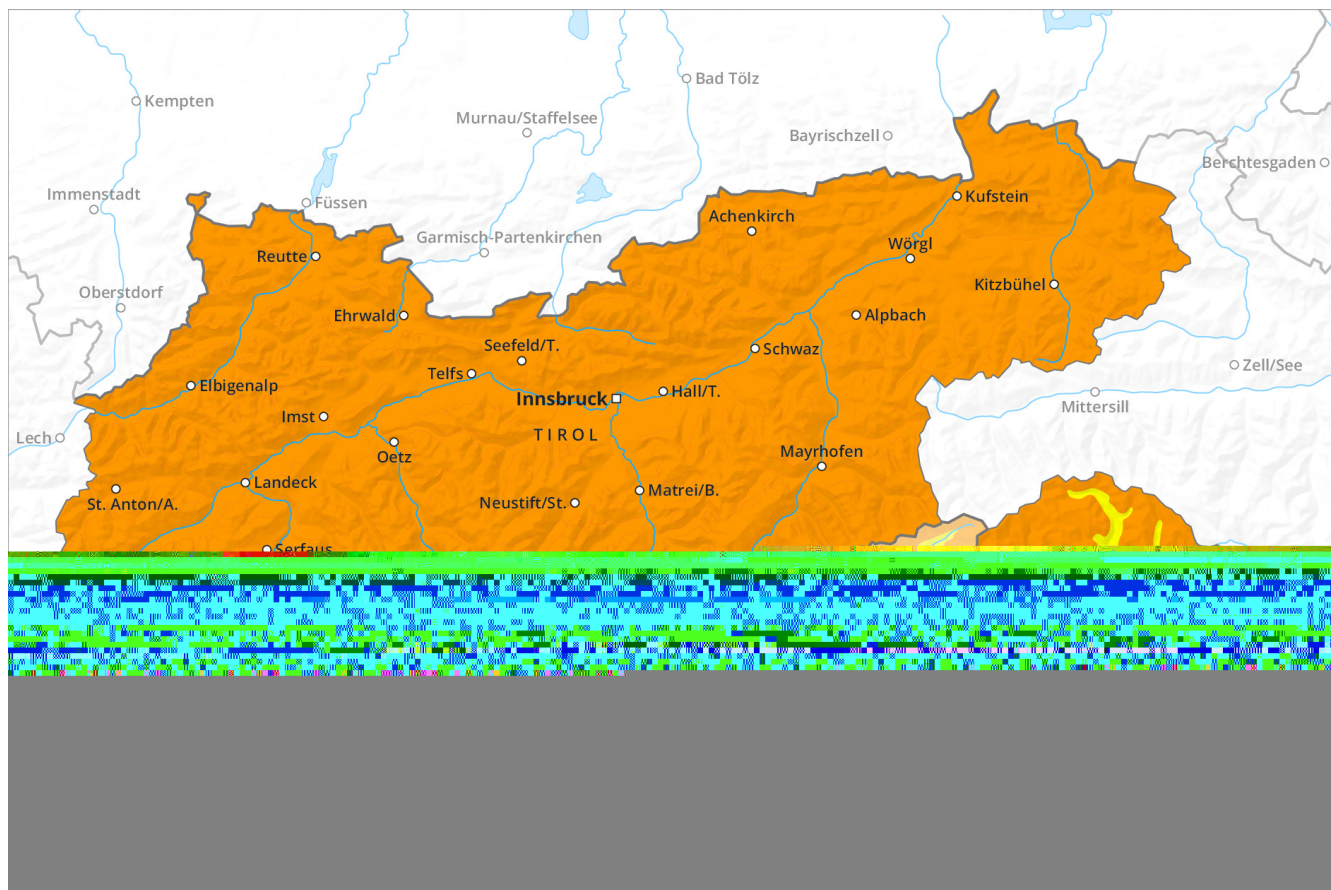 Bad Tölz
Kempten
Murnau/Staffelsee
Bayrischzell
Berchtesgaden
Immenstadt
Füssen
Kufstein
Achenkirch
Garmisch-Partenkirchen
Wörgl
Reutte
Kitzbühel
Oberstdorf
Ehrwald
Alpbach
Seefeld/T.
Schwaz
Zell/See
Telfs
Elbigenalp
Hall/T.
Innsbruck
Mittersill
Imst
TIROL
Lech
Mayrhofen
Oetz
Landeck
Matrei/B.
St. Anton/A.
Neustift/St.
Serfaus